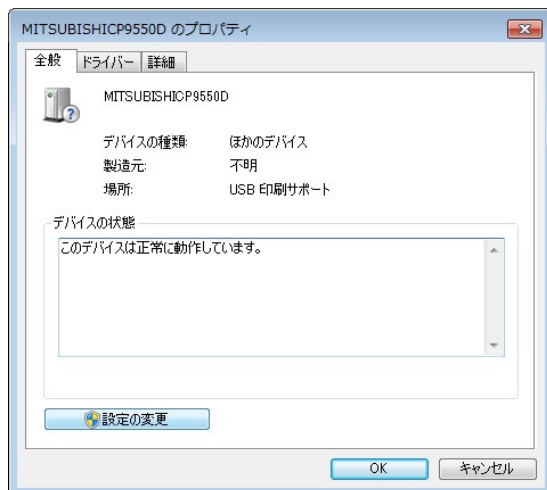 MITSUBISHICP9550D のプロパティ
全般 ドライバー 詳細
MITSUBISHICP9550D
デバイスの種類: ほかのデバイス
製造元: 不明
場所: USB 印刷サポート
デバイスの状態
このデバイスは正常に動作しています。
設定の変更
OK キャンセル